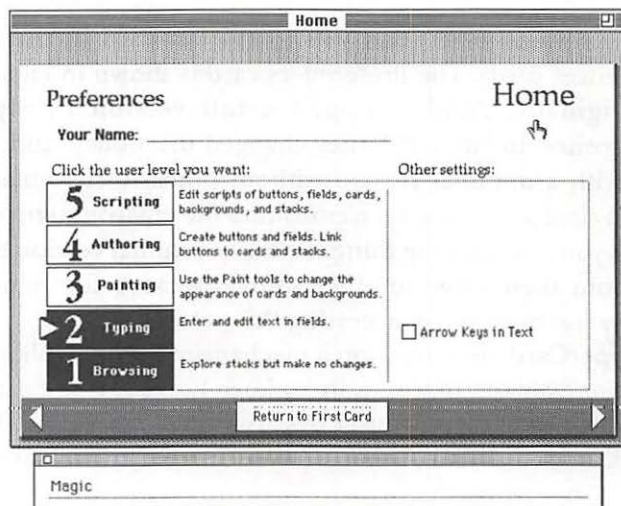 Home
Preferences
Home
Your Name:
Click the user level you want:
Other settings:
5 Scripting
Edit scripts of buttons, fields, cards,
backgrounds, and stacks.
4 Authoring
Create buttons and fields. Link
buttons to cards and stacks.
3 Painting
Use the Paint tools to change the
appearance of cards and backgrounds.
2 Typing
Enter and edit text in fields.
Arrow Keys in Text
1 Browsing
Explore stacks but make no changes.
Return to First Card
Magic